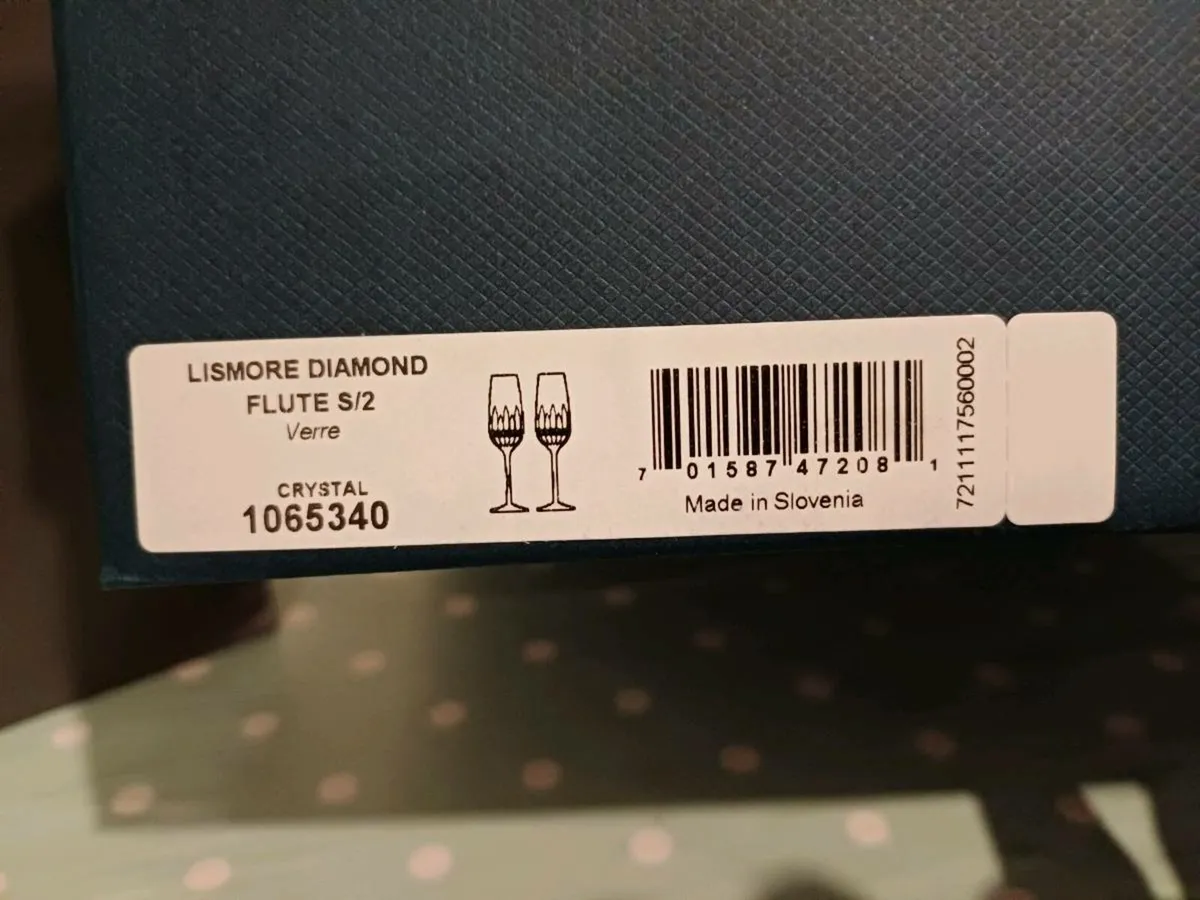 LISMORE DIAMOND
FLUTE S/2
Verre
CRYSTAL
1065340
7 01587 47208 1
Made in Slovenia
7211117560002